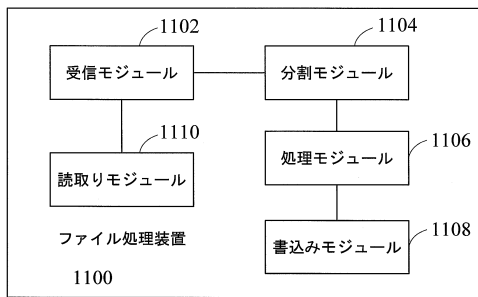 1102
受信モジュール
1104
分割モジュール
1110
読取りモジュール
1106
処理モジュール
ファイル処理装置
1108
書込みモジュール
1100